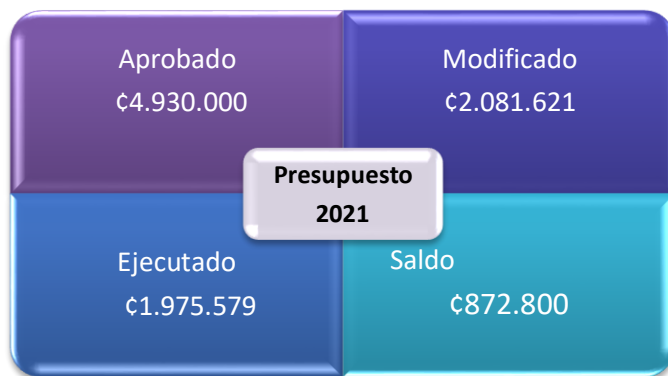 Aprobado
¢4.930.000
Modificado
¢2.081.621
Presupuesto
2021
Ejecutado
¢1.975.579
Saldo
¢872.800